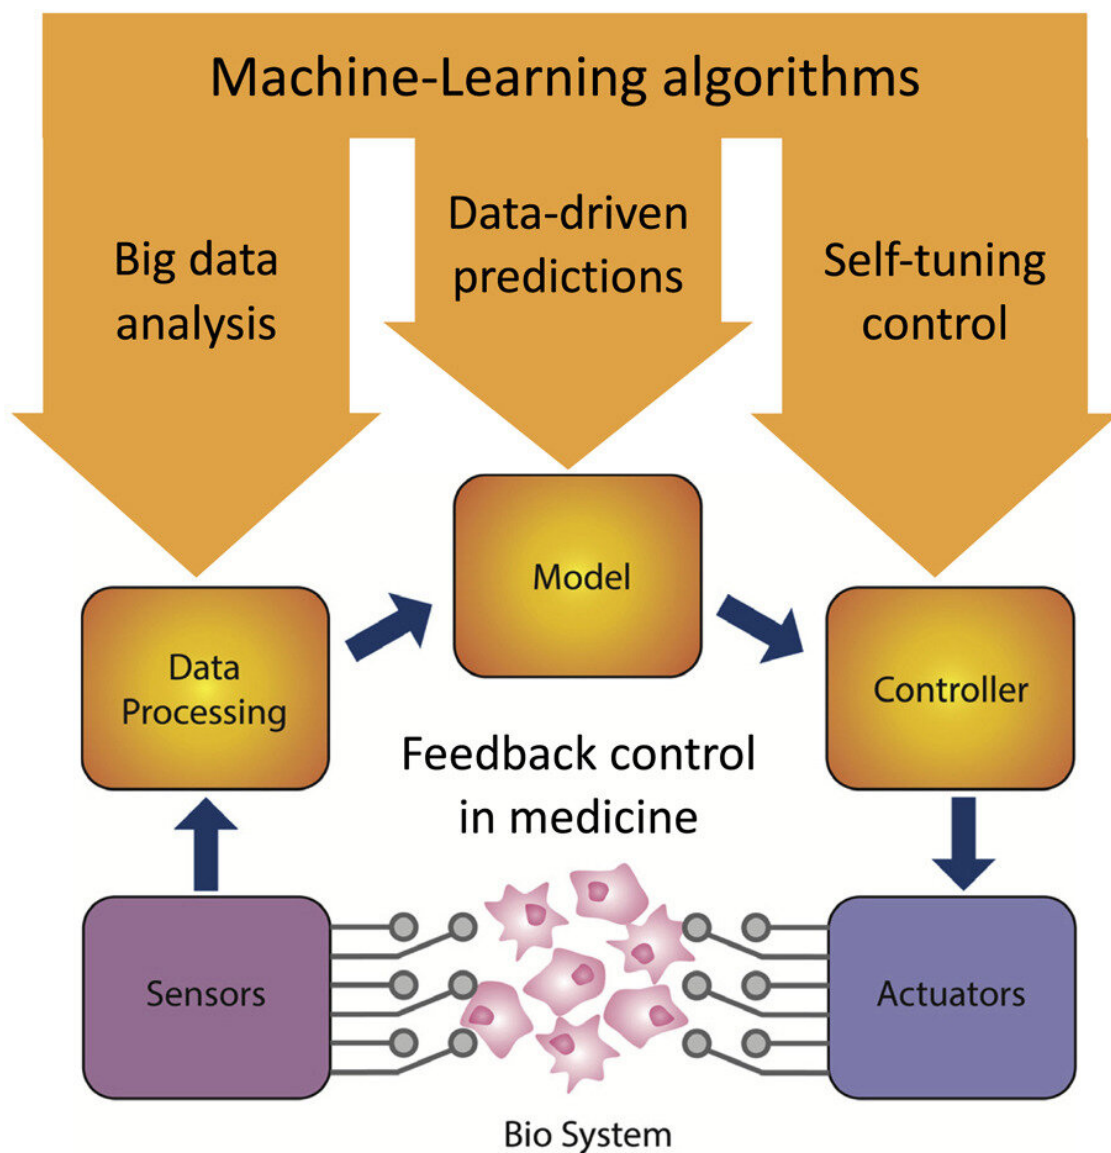 Machine-Learning algorithms
Big data
analysis
Data-driven
predictions
Self-tuning
control
Model
Data
Processing
Controller
Feedback control
in medicine
Sensors
Actuators
Bio System